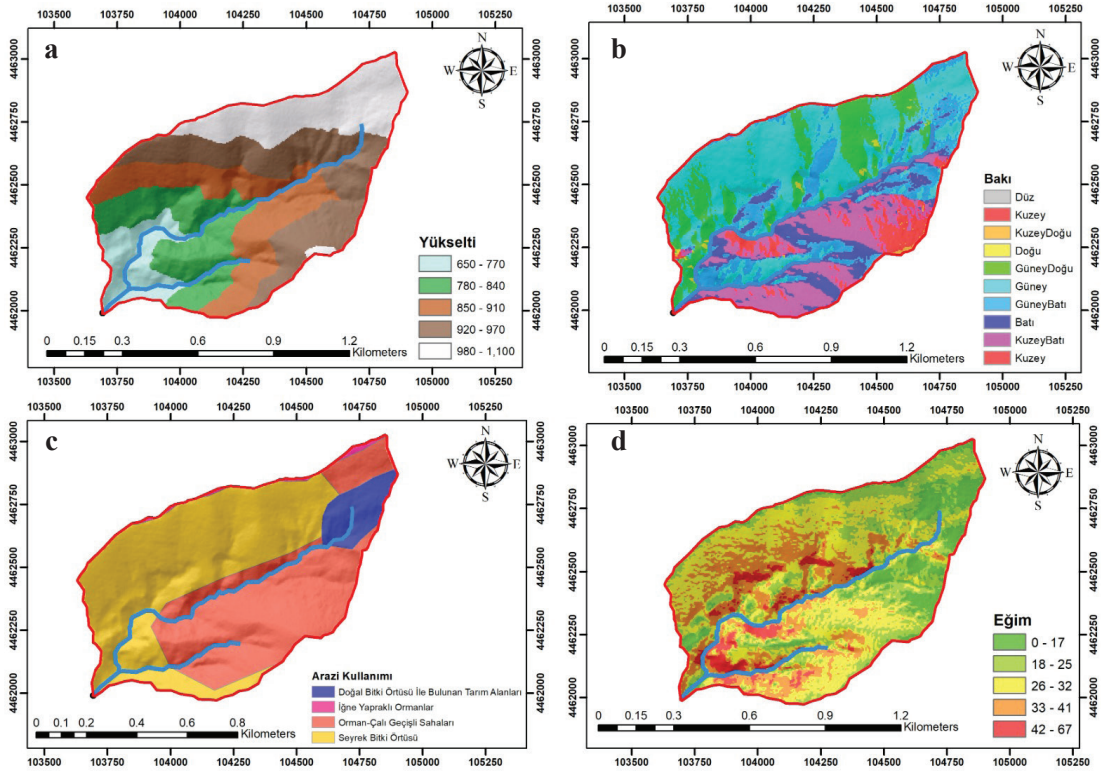 103500 103750 104000 104250 104500 104750 105000 105250
a
N
W E
S
4463000
4462750
4462500
4462250
4462000
4463000
4462750
4462500
4462250
4462000
Yükselti
650 - 770
780 - 840
850 - 910
920 - 970
980 - 1,100
0 0.15 0.3 0.6 0.9 1.2
Kilometers
103500 103750 104000 104250 104500 104750 105000 105250
103500 103750 104000 104250 104500 104750 105000 105250
b
N
W E
S
4463000
4462750
4462500
4462250
4462000
4463000
4462750
4462500
4462250
4462000
Bakı
Düz
Kuzey
KuzeyDoğu
Doğu
GüneyDoğu
Güney
GüneyBatı
Batı
KuzeyBatı
Kuzey
0 0.15 0.3 0.6 0.9 1.2
Kilometers
103500 103750 104000 104250 104500 104750 105000
103500 103750 104000 104250 104500 104750 105000 105250
c
N
W E
S
4463000
4462750
4462500
4462250
4462000
4463000
4462750
4462500
4462250
4462000
Arazi Kullanımı
Doğal Bitki Örtüsü İle Bulunan Tarım Alanları
İğne Yapraklı Ormanlar
Orman-Çalı Geçişli Sahaları
Seyrek Bitki Örtüsü
0 0.1 0.2 0.4 0.6 0.8
Kilometers
103500 103750 104000 104250 104500 104750 105000 105250
103500 103750 104000 104250 104500 104750 105000 105250
d
N
W E
S
4463000
4462750
4462500
4462250
4462000
4463000
4462750
4462500
4462250
4462000
Eğim
0 - 17
18 - 25
26 - 32
33 - 41
42 - 67
0 0.15 0.3 0.6 0.9 1.2
Kilometers
103500 103750 104000 104250 104500 104750 105000 105250